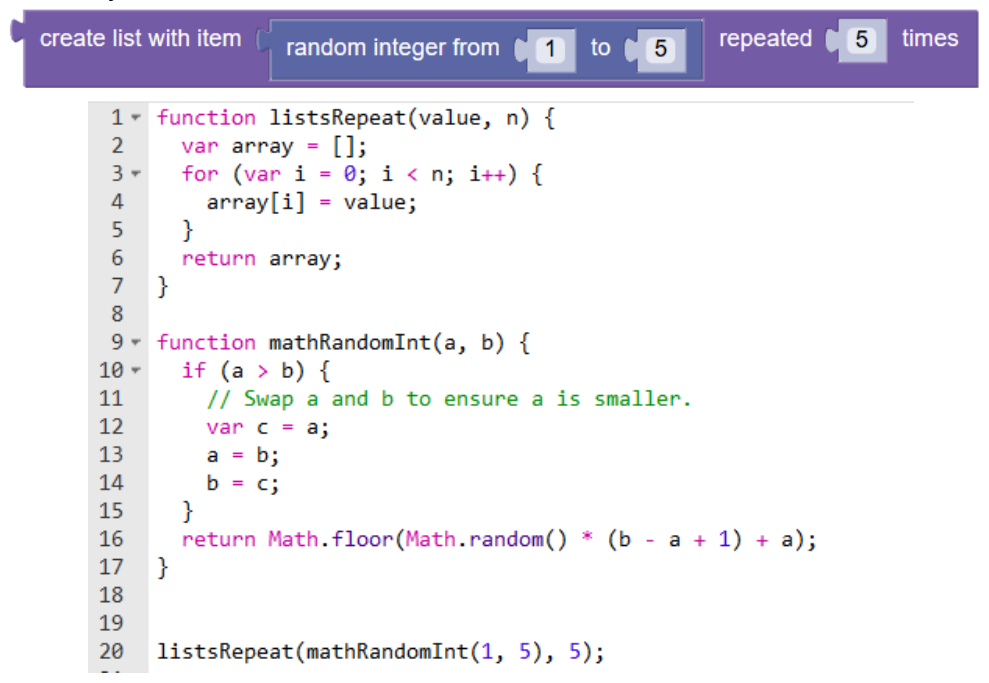 create list with item random integer from 1 to 5 repeated 5 times
1 function listsRepeat(value, n) {
2   var array = [];
3   for (var i = 0; i < n; i++) {
4     array[i] = value;
5   }
6   return array;
7 }
8
9 function mathRandomInt(a, b) {
10   if (a > b) {
11     // Swap a and b to ensure a is smaller.
12     var c = a;
13     a = b;
14     b = c;
15   }
16   return Math.floor(Math.random() * (b - a + 1) + a);
17 }
18
19
20 listsRepeat(mathRandomInt(1, 5), 5);